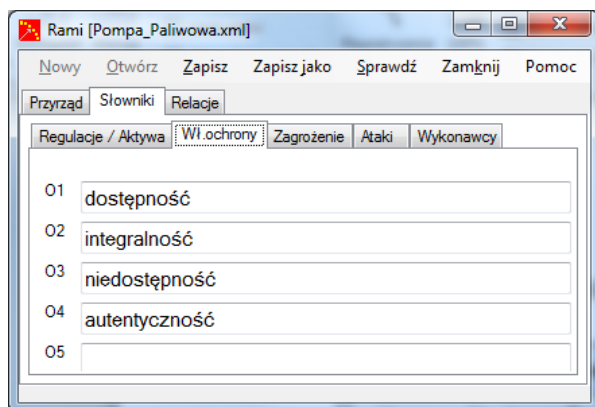 Rami [Pompa_Paliwowa.xml]
Nowy Otwórz Zapisz Zapisz jako Sprawdź Zamknij Pomoc
Przyrząd Słowniki Relacje
Regulacje / Aktywa Wł.ochrony Zagrożenie Ataki Wykonawcy
O1 dostępność
O2 integralność
O3 niedostępność
O4 autentyczność
O5